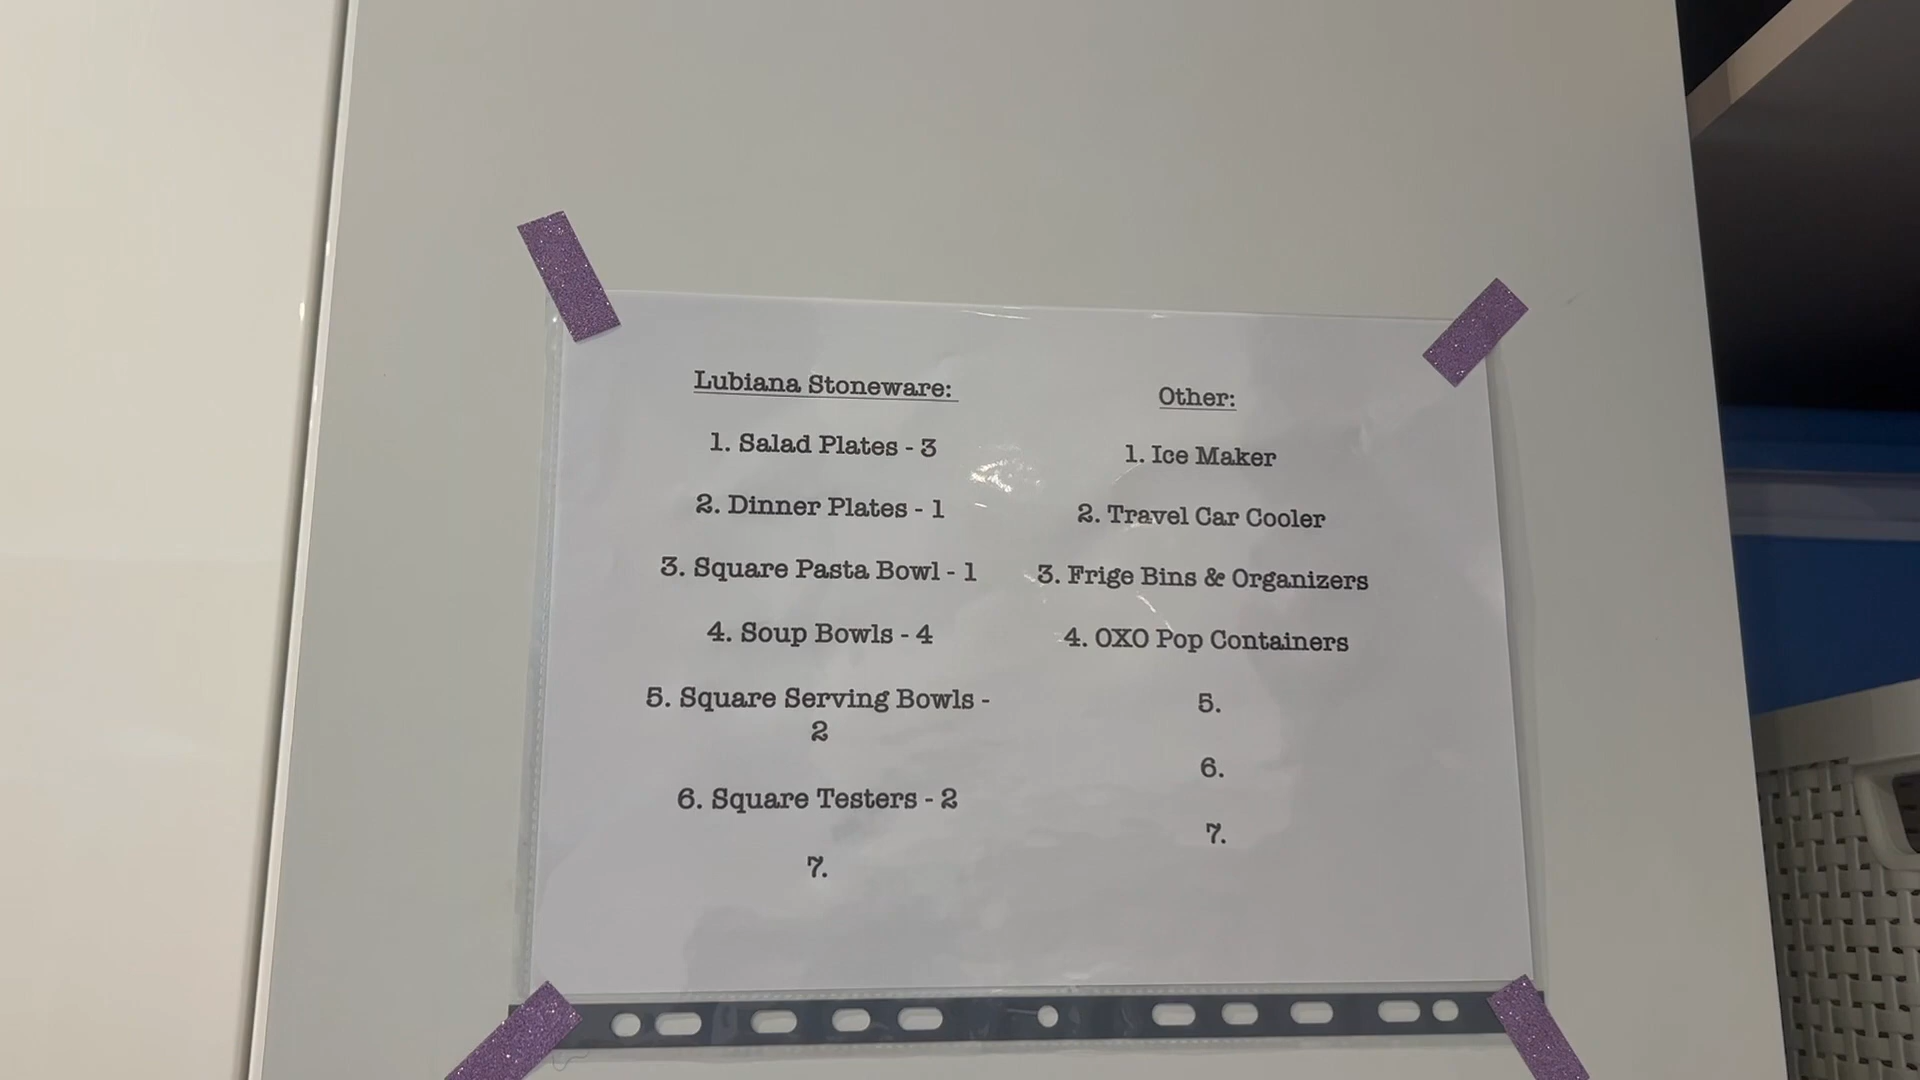 Lubiana Stoneware:
1. Salad Plates - 3
2. Dinner Plates - 1
3. Square Pasta Bowl - 1
4. Soup Bowls - 4
5. Square Serving Bowls -
2
6. Square Testers - 2
7.
Other:
1. Ice Maker
2. Travel Car Cooler
3. Frige Bins & Organizers
4. OXO Pop Containers
5.
6.
7.